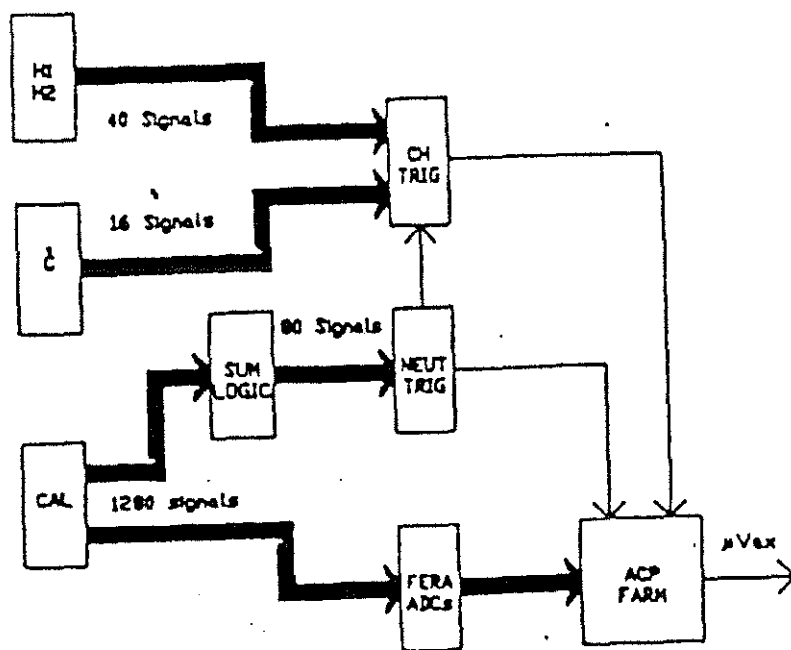 H1
H2
40 Signals
CH
TRIG
16 Signals
C
80 Signals
SUM
LOGIC
NEUT
TRIG
CAL
1280 signals
FERA
ADCs
ACP
FARM
μVax